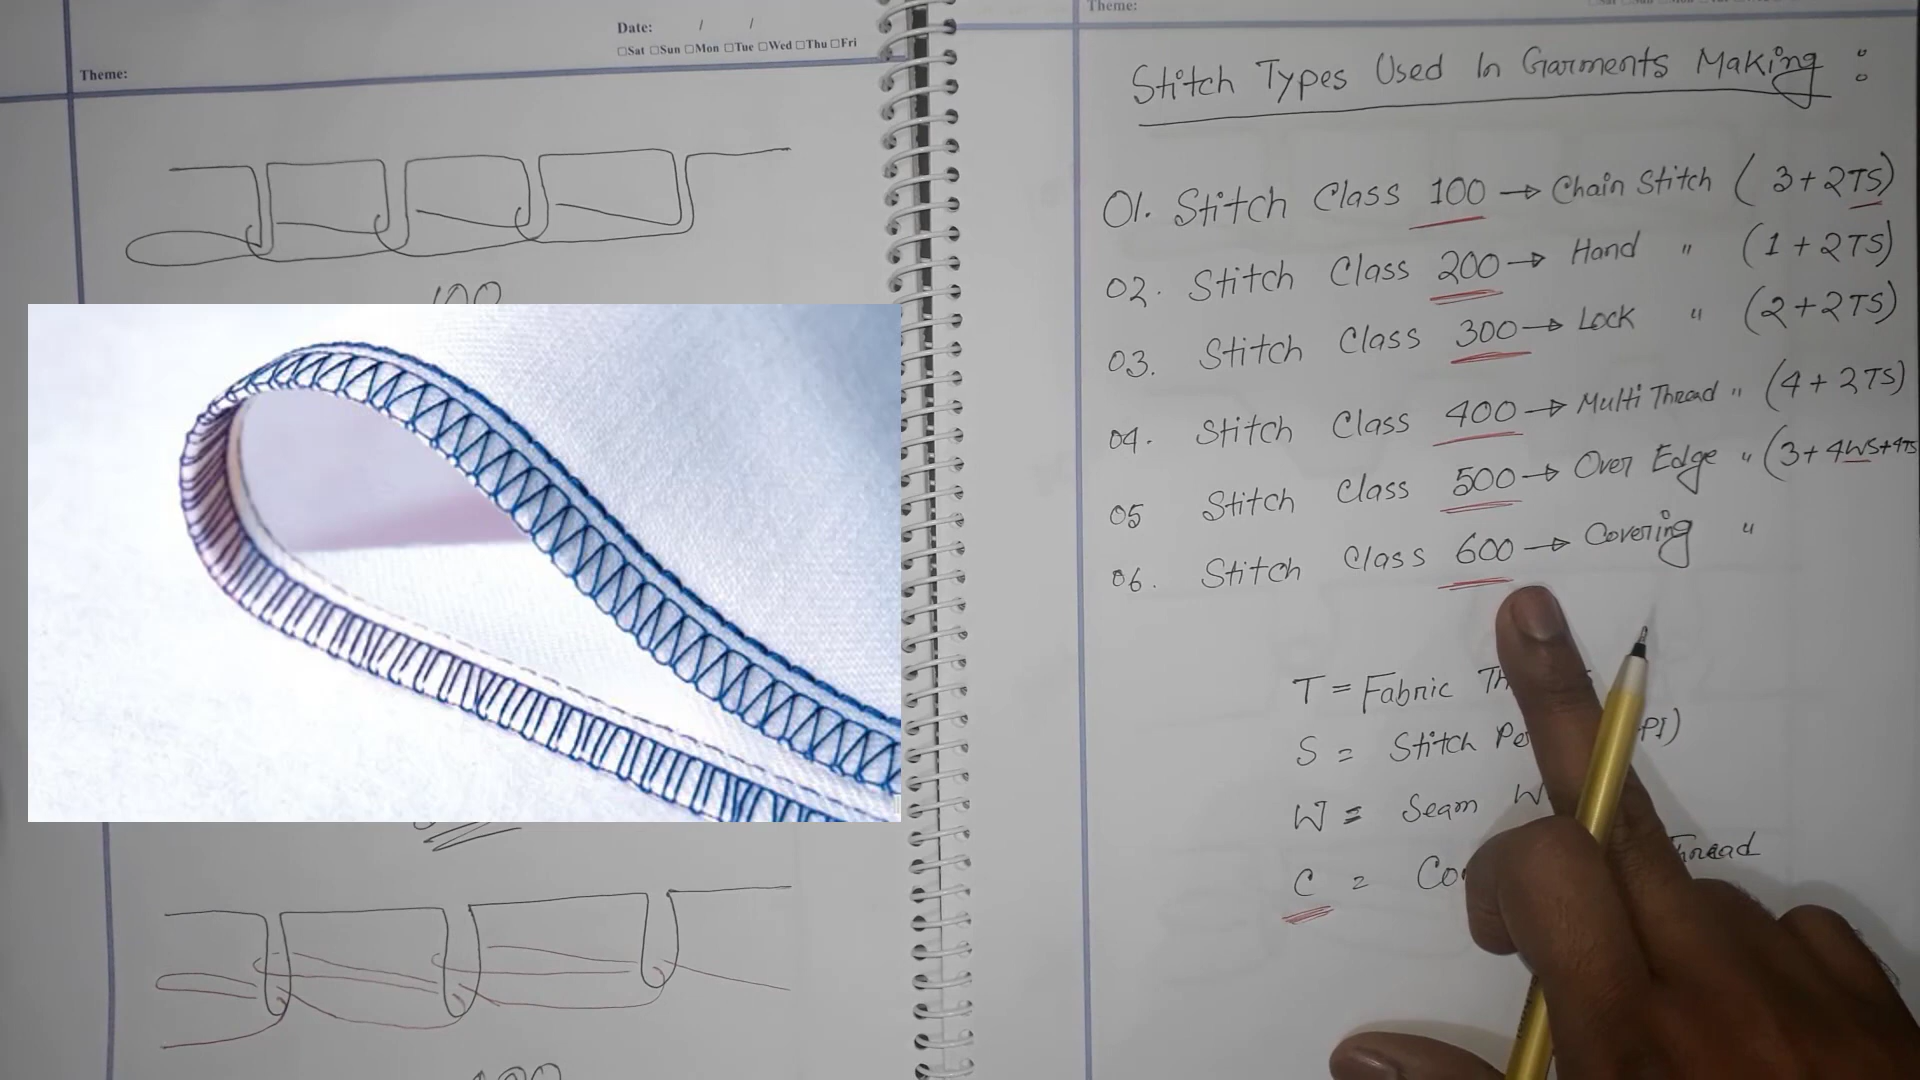 Date: / /
☐Sat ☐Sun ☐Mon ☐Tue ☐Wed ☐Thu ☐Fri
Theme:
100
Theme:
Stitch Types Used In Garments Making :
01. Stitch Class 100 → Chain Stitch (3+2TS)
02. Stitch Class 200 → Hand " (1+2TS)
03. Stitch Class 300 → Lock " (2+2TS)
04. Stitch Class 400 → Multi Thread " (4+2TS)
05 Stitch Class 500 → Over Edge " (3+4WS+4TS
06. Stitch Class 600 → Covering "
T = Fabric
S = Stitch PI)
W = Seam
C = Thread